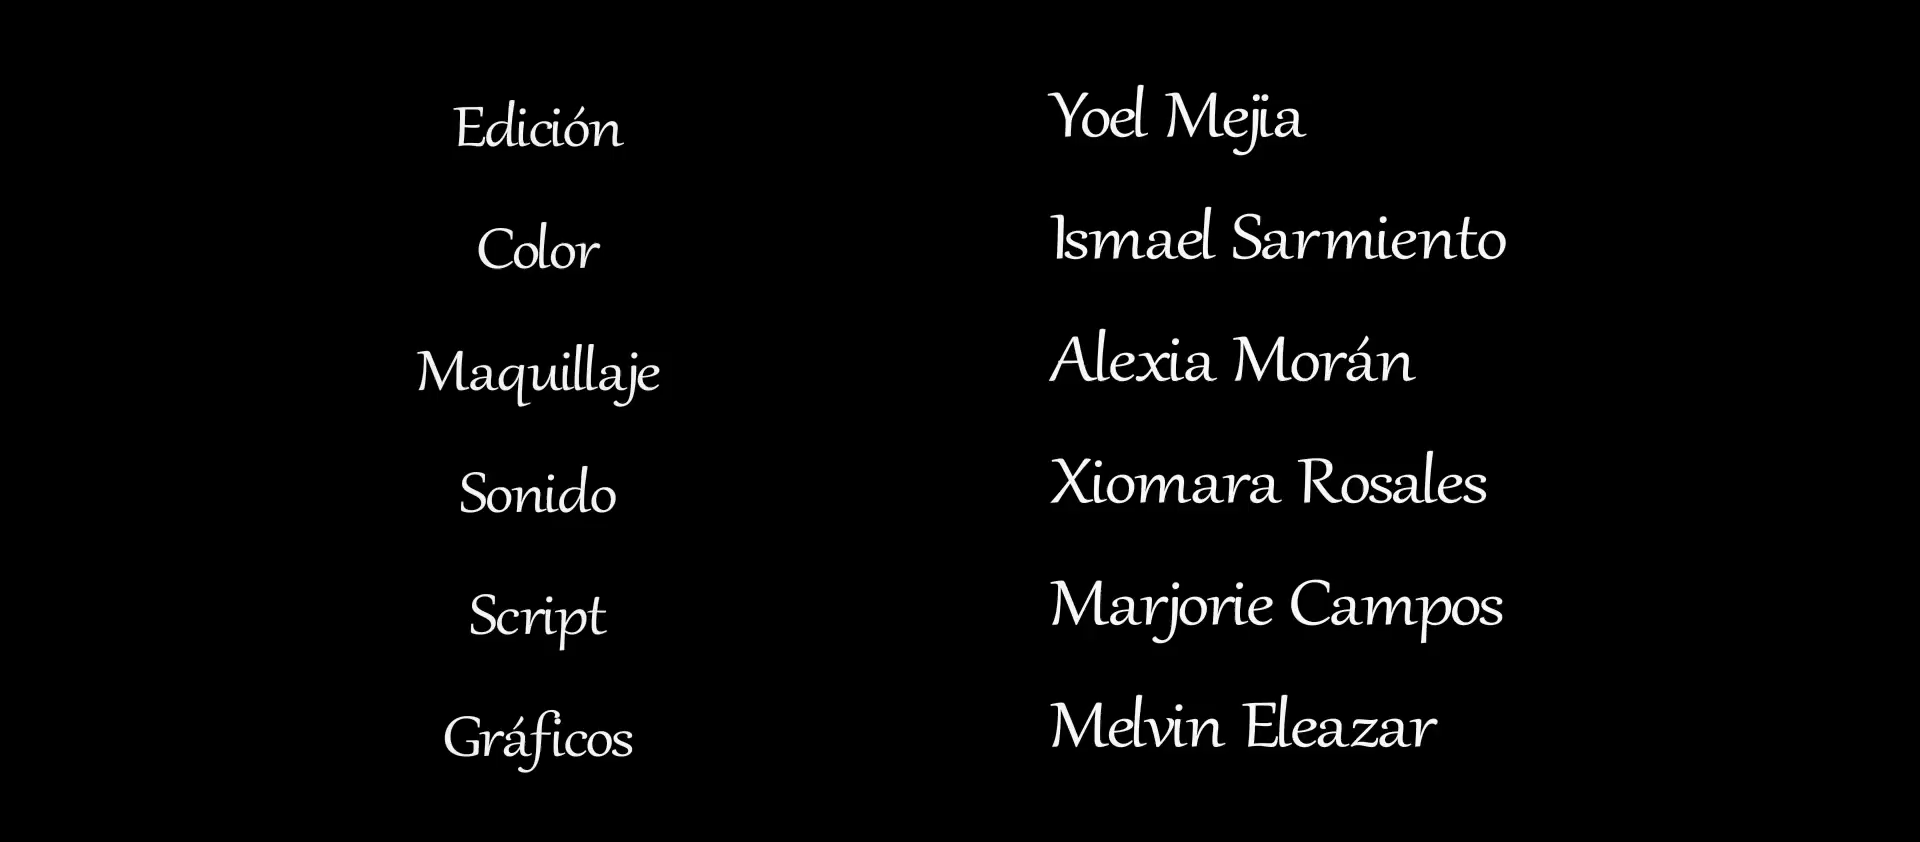 Edición Yoel Mejia
Color Ismael Sarmiento
Maquillaje Alexia Morán
Sonido Xiomara Rosales
Script Marjorie Campos
Gráficos Melvin Eleazar